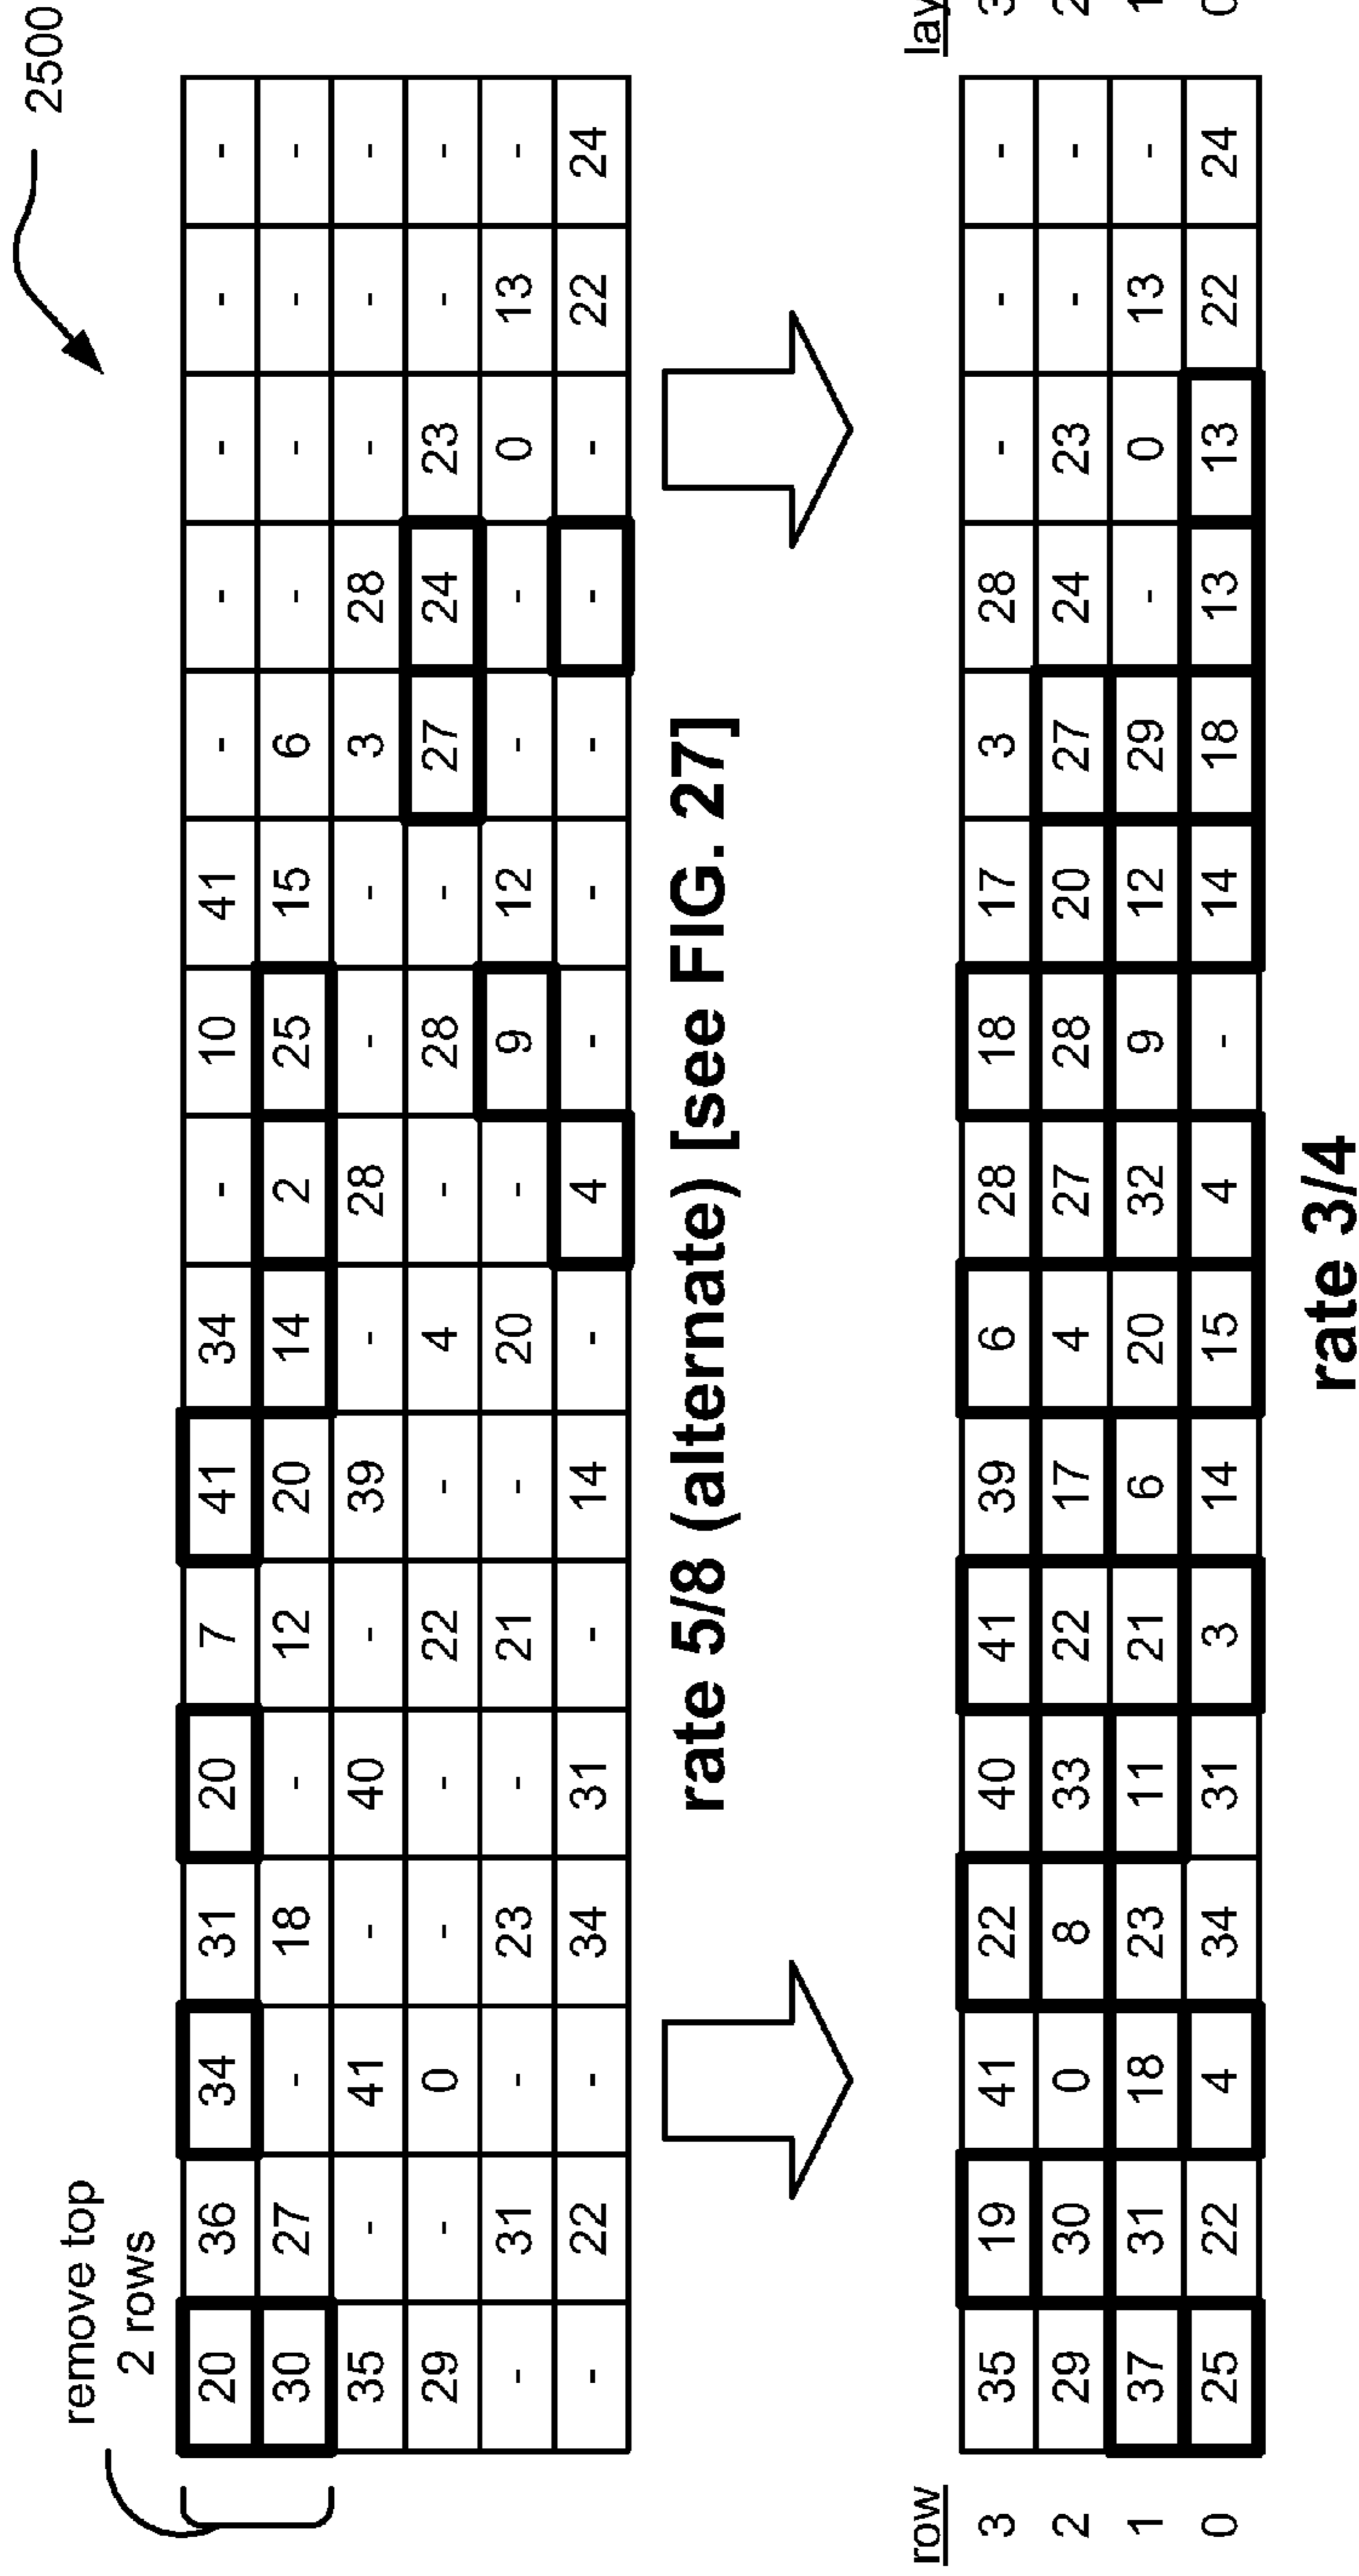 2500
remove top
2 rows
20 36 34 31 20 7 41 34 - 10 41 - - - - -
30 27 - 18 - 12 20 14 2 25 15 6 - - - -
35 - 41 - 40 - 39 - 28 - - 3 28 - - -
29 - 0 - - 22 - 4 - 28 - 27 24 23 - -
- 31 - 23 - 21 - 20 - 9 12 - - 0 13 -
- 22 - 34 31 - 14 - 4 - - - - - 22 24
rate 5/8 (alternate) [see FIG. 27]
row lay
3 35 19 41 22 40 41 39 6 28 18 17 3 28 - - - 3
2 29 30 0 8 33 22 17 4 27 28 20 27 24 23 - - 2
1 37 31 18 23 11 21 6 20 32 9 12 29 - 0 13 - 1
0 25 22 4 34 31 3 14 15 4 - 14 18 13 13 22 24 0
rate 3/4